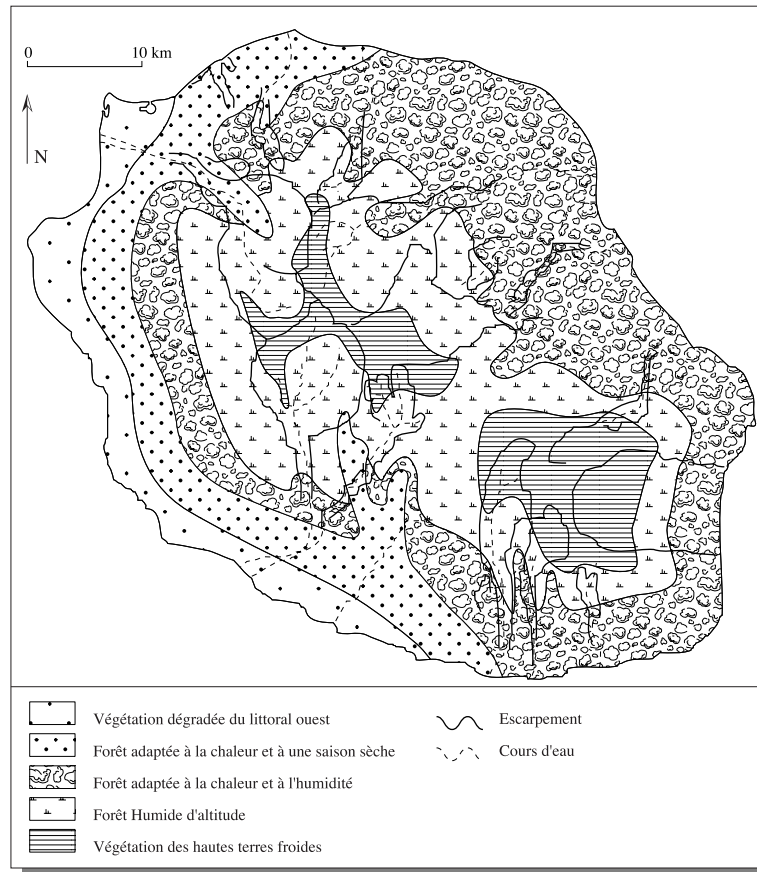 0 10 km
N
Végétation dégradée du littoral ouest
Forêt adaptée à la chaleur et à une saison sèche
Forêt adaptée à la chaleur et à l'humidité
Forêt Humide d'altitude
Végétation des hautes terres froides
Escarpement
Cours d'eau